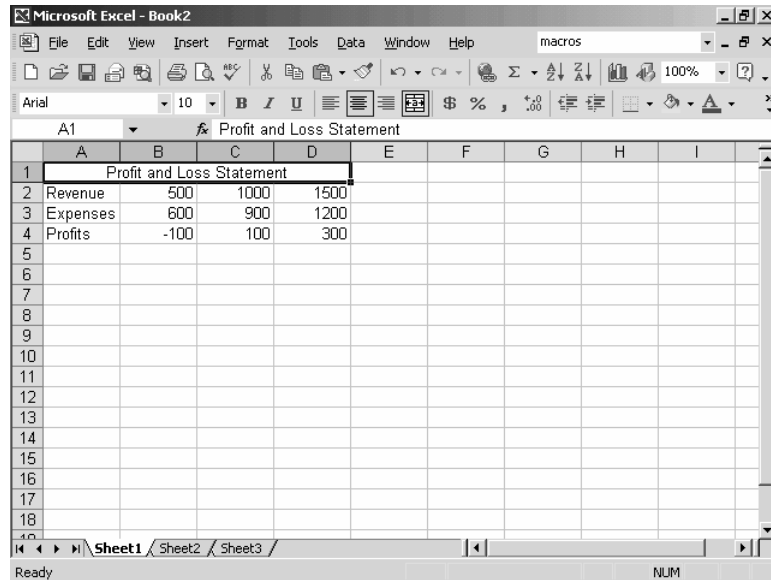 Microsoft Excel - Book2
File Edit View Insert Format Tools Data Window Help macros
ABC Σ A Z Z A 100% ?
Arial 10 B I U a $ % , .00 A
A1 fx Profit and Loss Statement
A B C D E F G H I
1 Profit and Loss Statement
2 Revenue 500 1000 1500
3 Expenses 600 900 1200
4 Profits -100 100 300
5
6
7
8
9
10
11
12
13
14
15
16
17
18
19
Sheet1 Sheet2 Sheet3
Ready NUM